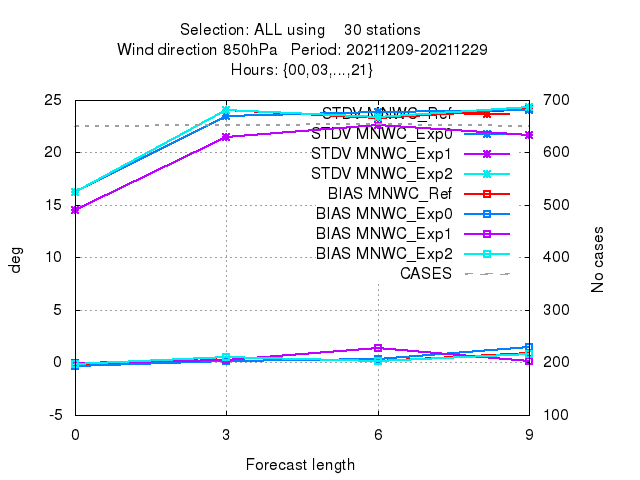 Selection: ALL using 30 stations
Wind direction 850hPa Period: 20211209-20211229
Hours: {00,03,...,21}
25
20
15
10
5
0
-5
deg
700
600
500
400
300
200
100
No cases
STDV MNWC_Ref
STDV MNWC_Exp0
STDV MNWC_Exp1
STDV MNWC_Exp2
BIAS MNWC_Ref
BIAS MNWC_Exp0
BIAS MNWC_Exp1
BIAS MNWC_Exp2
CASES
0 3 6 9
Forecast length